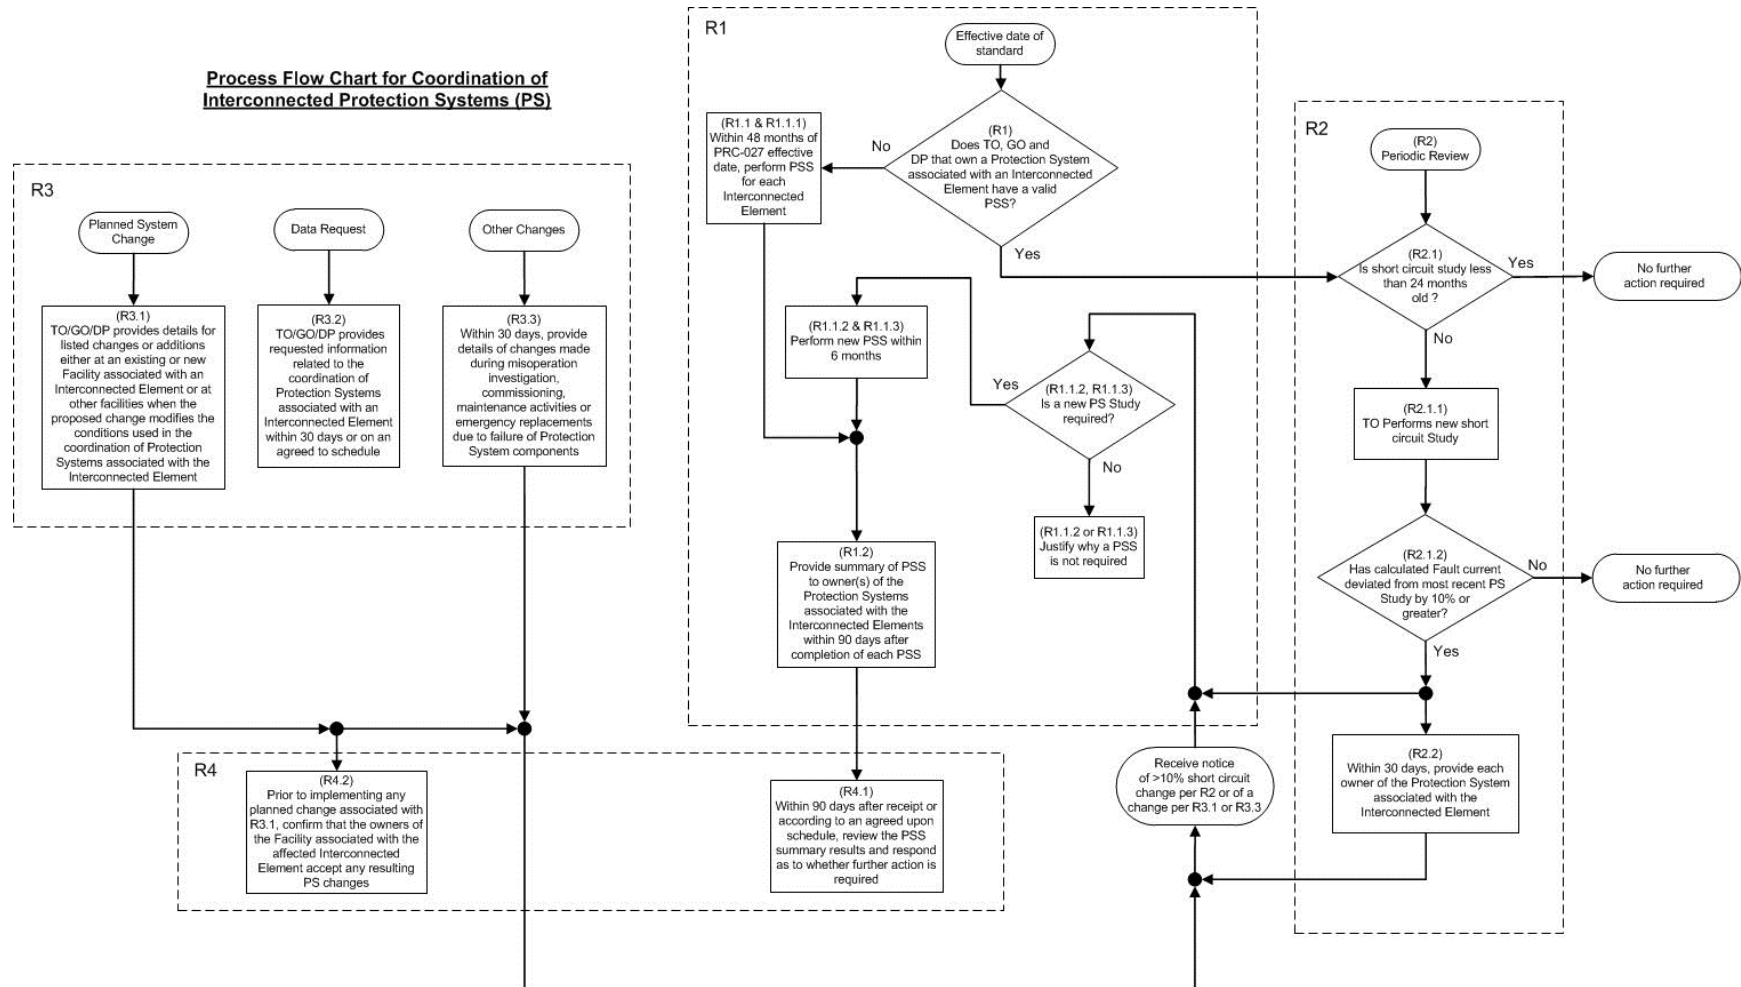 Process Flow Chart for Coordination of
Interconnected Protection Systems (PS)
R3
Planned System
Change
Data Request
Other Changes
(R3.1)
TO/GO/DP provides details for
listed changes or additions
either at an existing or new
Facility associated with an
Interconnected Element or at
other facilities when the
proposed change modifies the
conditions used in the
coordination of Protection
Systems associated with the
Interconnected Element
(R3.2)
TO/GO/DP provides
requested information
related to the
coordination of
Protection Systems
associated with an
Interconnected Element
within 30 days or on an
agreed to schedule
(R3.3)
Within 30 days, provide
details of changes made
during misoperation
investigation,
commissioning,
maintenance activities or
emergency replacements
due to failure of Protection
System components
R1
Effective date of
standard
(R1)
Does TO, GO and
DP that own a Protection System
associated with an Interconnected
Element have a valid
PSS?
No
Yes
(R1.1 & R1.1.1)
Within 48 months of
PRC-027 effective
date, perform PSS
for each
Interconnected
Element
(R1.1.2 & R1.1.3)
Perform new PSS within
6 months
Yes
(R1.1.2, R1.1.3)
Is a new PS Study
required?
No
(R1.1.2 or R1.1.3)
Justify why a PSS
is not required
(R1.2)
Provide summary of PSS
to owner(s) of the
Protection Systems
associated with the
Interconnected Elements
within 90 days after
completion of each PSS
R2
(R2)
Periodic Review
(R2.1)
Is short circuit study less
than 24 months
old ?
Yes
No further
action required
No
(R2.1.1)
TO Performs new short
circuit Study
(R2.1.2)
Has calculated Fault current
deviated from most recent PS
Study by 10% or
greater?
No
No further
action required
Yes
(R2.2)
Within 30 days, provide each
owner of the Protection System
associated with the
Interconnected Element
Receive notice
of >10% short circuit
change per R2 or of a
change per R3.1 or R3.3
R4
(R4.2)
Prior to implementing any
planned change associated with
R3.1, confirm that the owners of
the Facility associated with the
affected Interconnected
Element accept any resulting
PS changes
(R4.1)
Within 90 days after receipt or
according to an agreed upon
schedule, review the PSS
summary results and respond
as to whether further action is
required